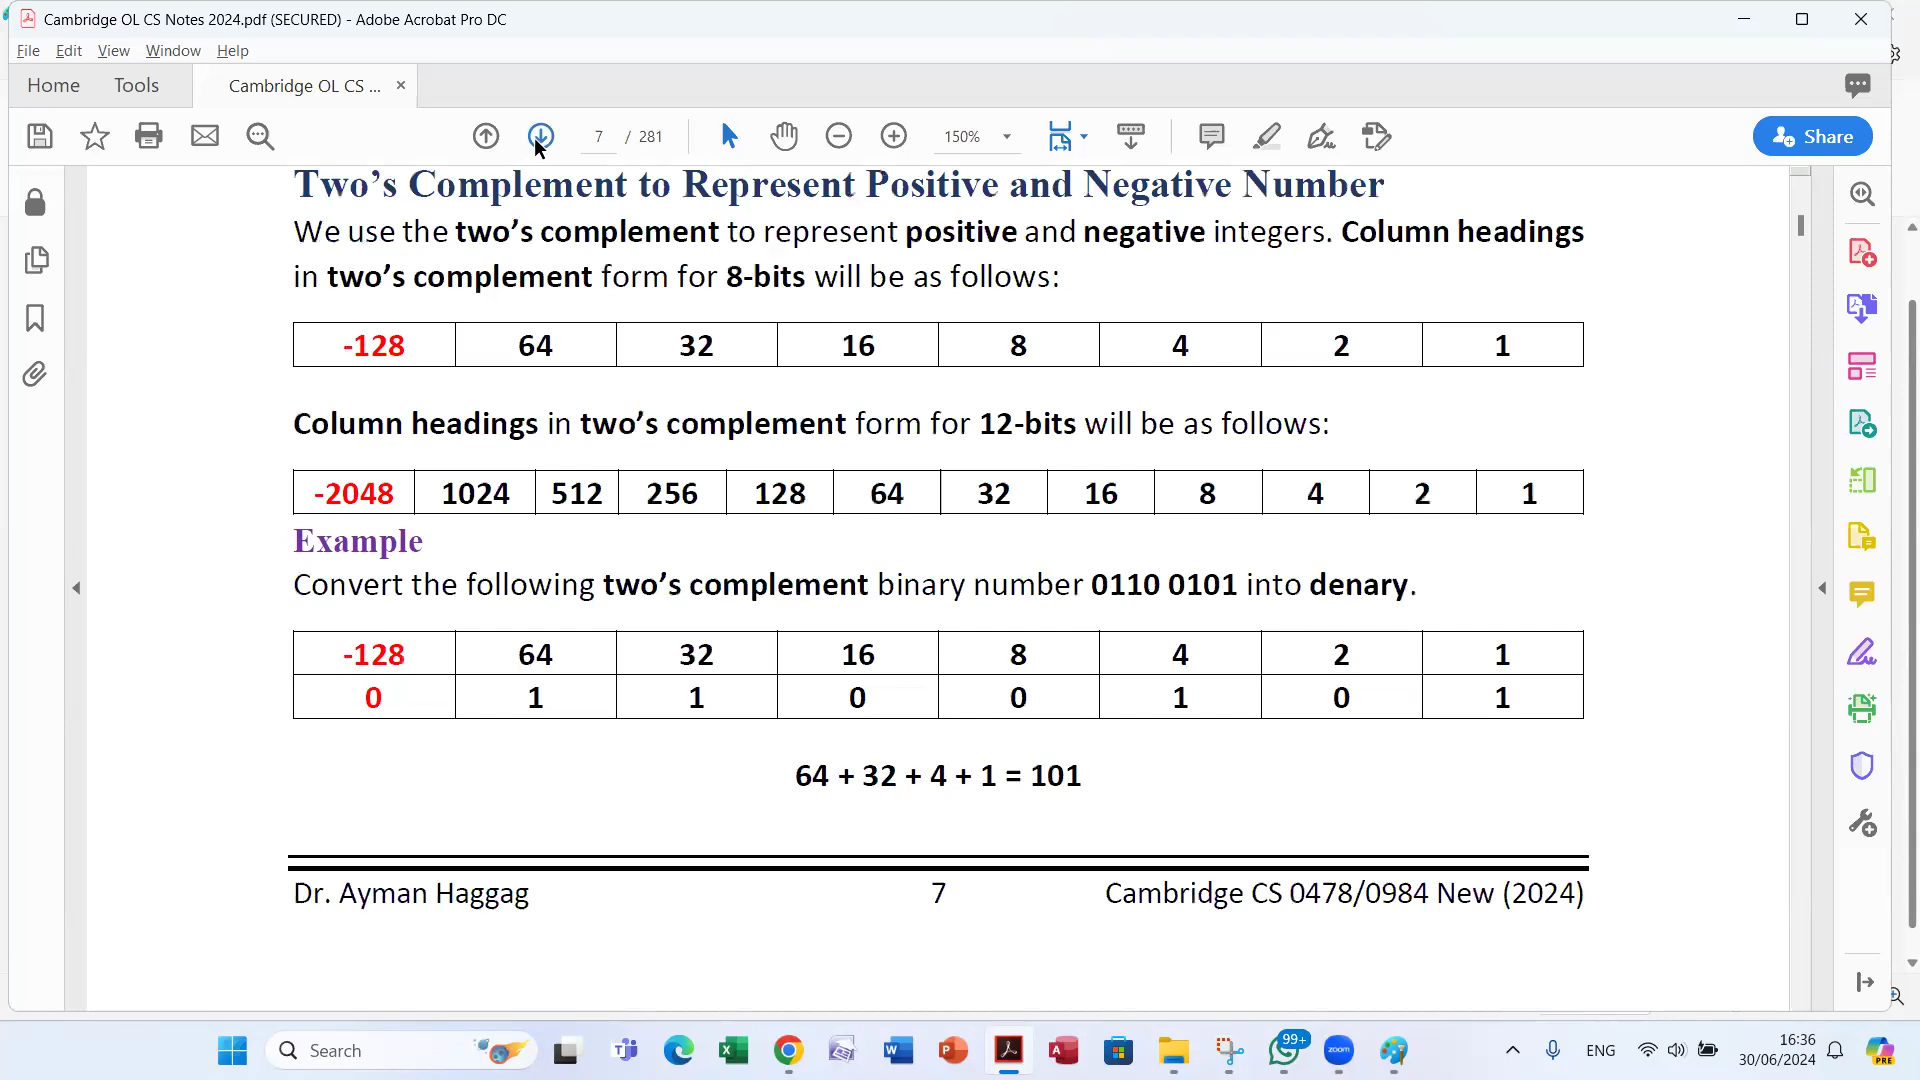 Cambridge OL CS Notes 2024.pdf (SECURED) - Adobe Acrobat Pro DC
File Edit View Window Help
Home Tools Cambridge OL CS ... ×
7 / 281 150% Share
Two's Complement to Represent Positive and Negative Number
We use the two's complement to represent positive and negative integers. Column headings
in two's complement form for 8-bits will be as follows:
-128 64 32 16 8 4 2 1
Column headings in two's complement form for 12-bits will be as follows:
-2048 1024 512 256 128 64 32 16 8 4 2 1
Example
Convert the following two's complement binary number 0110 0101 into denary.
-128 64 32 16 8 4 2 1
0 1 1 0 0 1 0 1
64 + 32 + 4 + 1 = 101
Dr. Ayman Haggag 7 Cambridge CS 0478/0984 New (2024)
Search 99+ zoom ENG 16:36
30/06/2024 PRE